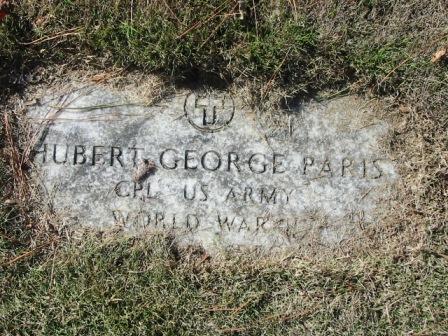 HUBERT GEORGE PARIS
CPL US ARMY
WORLD WAR II